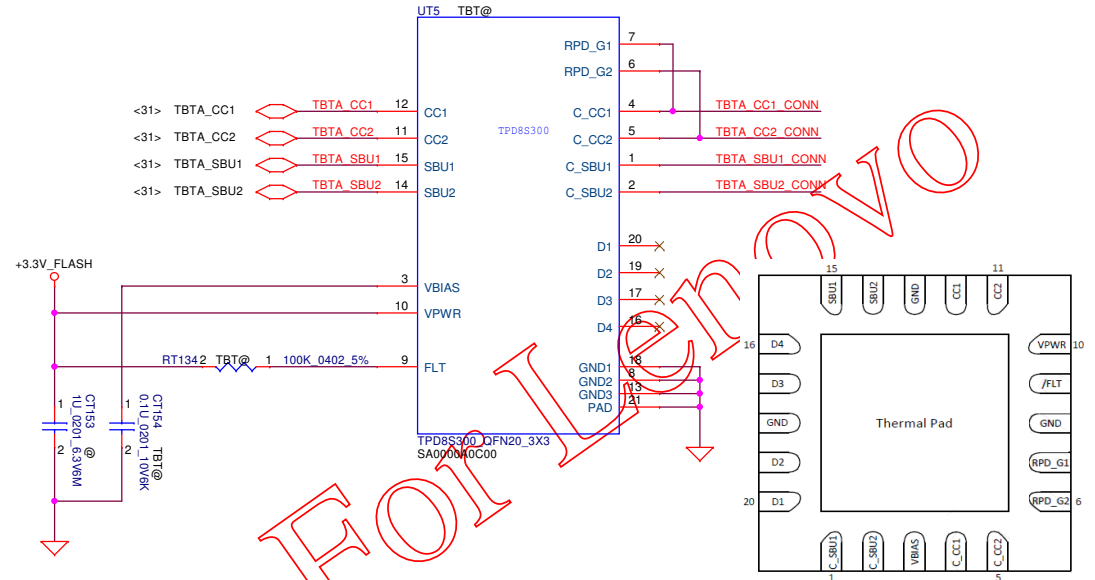 UT5 TBT@
RPD_G1 7
RPD_G2 6
<31> TBTA_CC1 TBTA_CC1 12 CC1 C_CC1 4 TBTA_CC1_CONN
<31> TBTA_CC2 TBTA_CC2 11 CC2 C_CC2 5 TBTA_CC2_CONN
TPD8S300
<31> TBTA_SBU1 TBTA_SBU1 15 SBU1 C_SBU1 1 TBTA_SBU1_CONN
<31> TBTA_SBU2 TBTA_SBU2 14 SBU2 C_SBU2 2 TBTA_SBU2_CONN
D1 20
D2 19
D3 17
D4 16
+3.3V_FLASH
3 VBIAS
10 VPWR
RT134 2 TBT@ 1 100K_0402_5% 9 FLT
GND1 18
GND2 8
GND3 13
PAD 21
1 2
CT153
1U_0201_6.3V6M
@
1 2
CT154
0.1U_0201_10V6K
TBT@
TPD8S300_QFN20_3X3
SA0000A0C00
For Lenovo
15 11
SBU1 SBU2 GND CC1 CC2
16 D4 VPWR 10
D3 /FLT
GND GND
D2 RPD_G1
20 D1 RPD_G2 6
Thermal Pad
C_SBU1 C_SBU2 VBIAS C_CC1 C_CC2
1 5